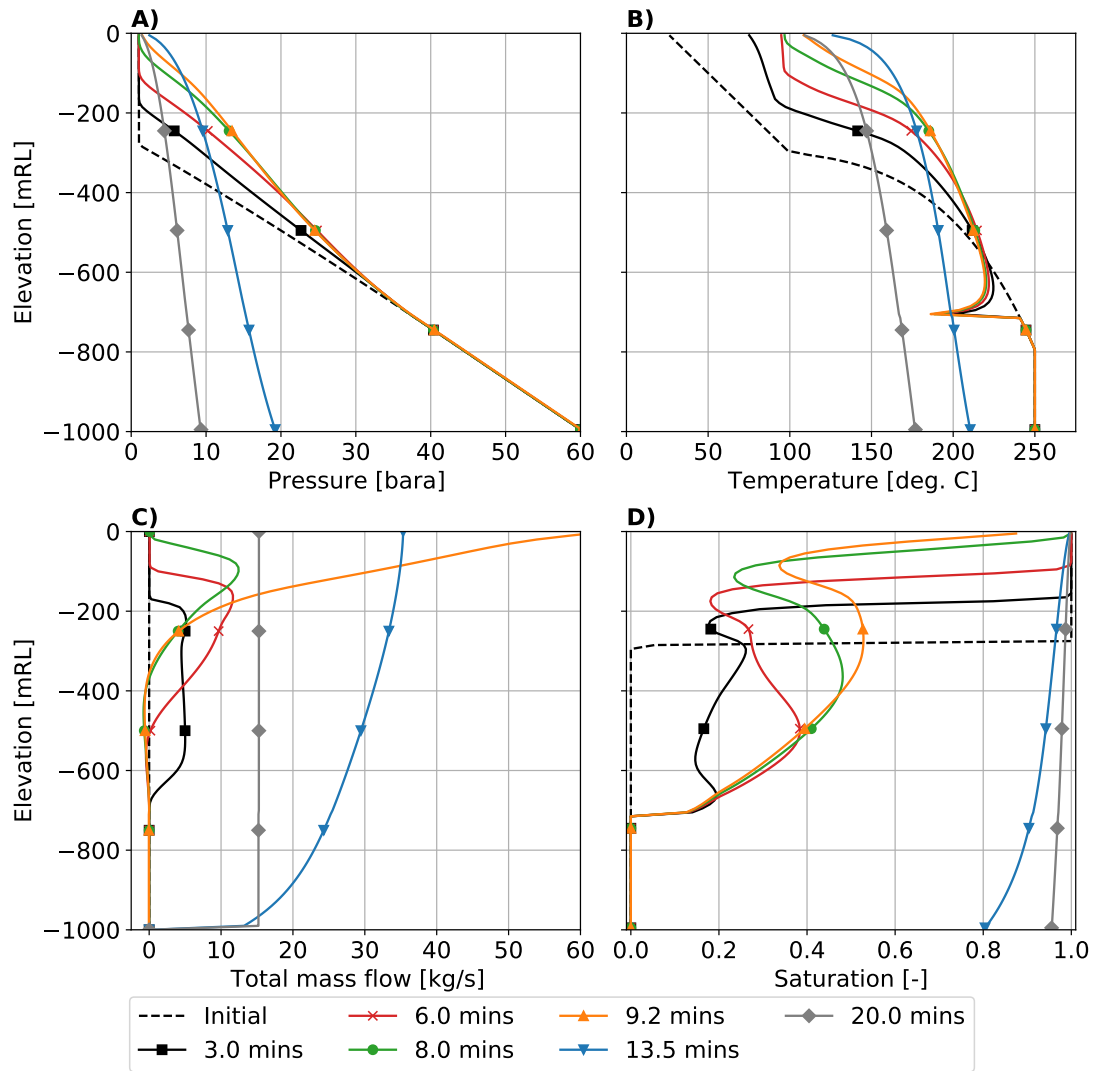 A)
B)
0
−200
−400
−600
−800
−1000
Elevation [mRL]
0 10 20 30 40 50 60
0 50 100 150 200 250
Pressure [bara]
Temperature [deg. C]
C)
D)
0
−200
−400
−600
−800
−1000
Elevation [mRL]
0 10 20 30 40 50 60
0.0 0.2 0.4 0.6 0.8 1.0
Total mass flow [kg/s]
Saturation [-]
Initial 6.0 mins 9.2 mins 20.0 mins
3.0 mins 8.0 mins 13.5 mins